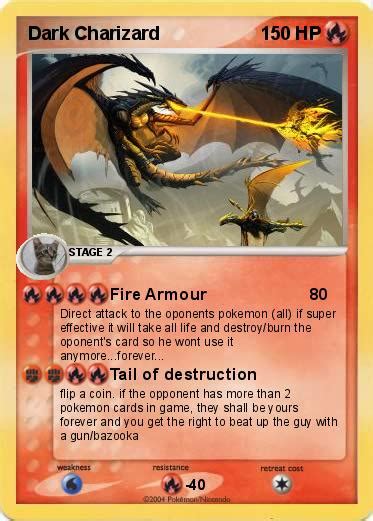 Dark Charizard 150 HP
STAGE 2
Fire Armour 80
Direct attack to the oponents pokemon (all) if super
effective it will take all life and destroy/burn the
oponent's card so he wont use it
anymore...forever...
Tail of destruction
flip a coin. if the opponent has more than 2
pokemon cards in game, they shall be yours
forever and you get the right to beat up the guy with
a gun/bazooka
weakness resistance retreat cost
-40
©2004 Pokémon/Nintendo